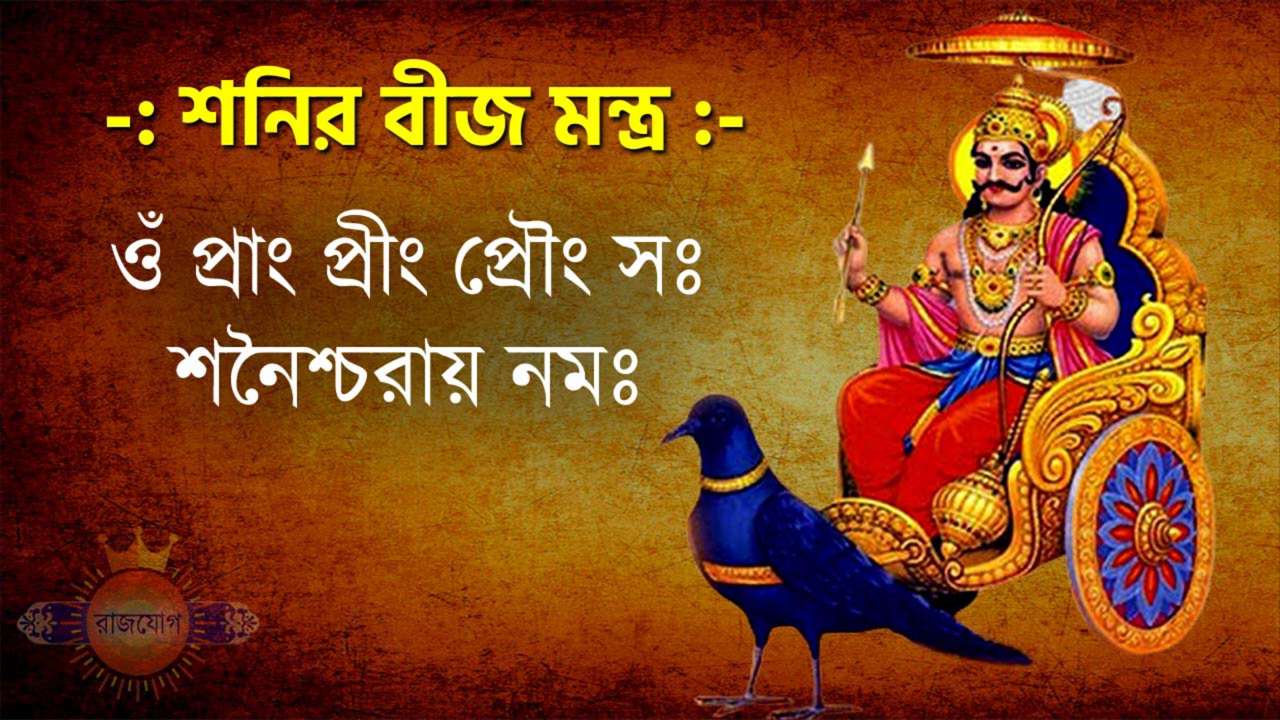 -: শনির বীজ মন্ত্র :-
ওঁ প্রাং প্রীং প্রৌং সঃ
শনৈশ্চরায় নমঃ
রাজযোগ